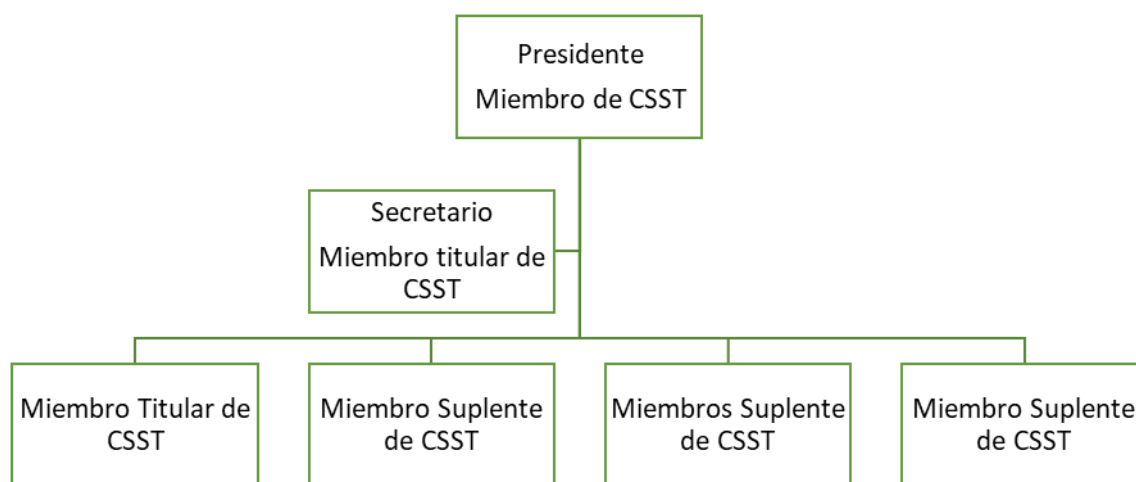 Presidente
Miembro de CSST
Secretario
Miembro titular de
CSST
Miembro Titular de
CSST
Miembro Suplente
de CSST
Miembros Suplente
de CSST
Miembro Suplente
de CSST